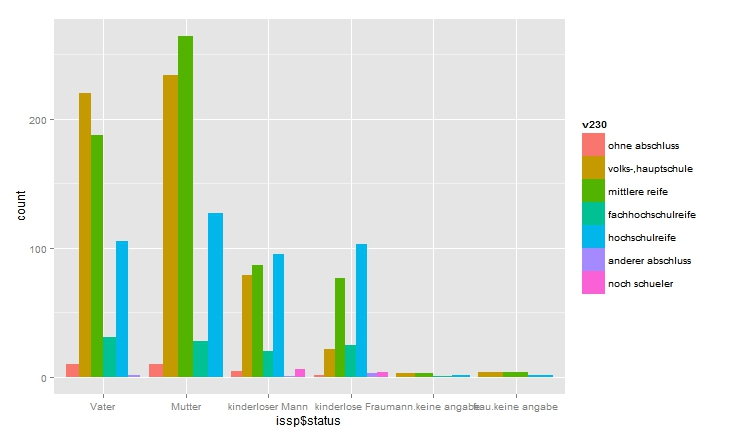 count
200
100
0
Vater Mutter kinderloser Mann kinderlose Frau mann.keine angabe frau.keine angabe
issp$status
v230
ohne abschluss
volks-,hauptschule
mittlere reife
fachhochschulreife
hochschulreife
anderer abschluss
noch schueler